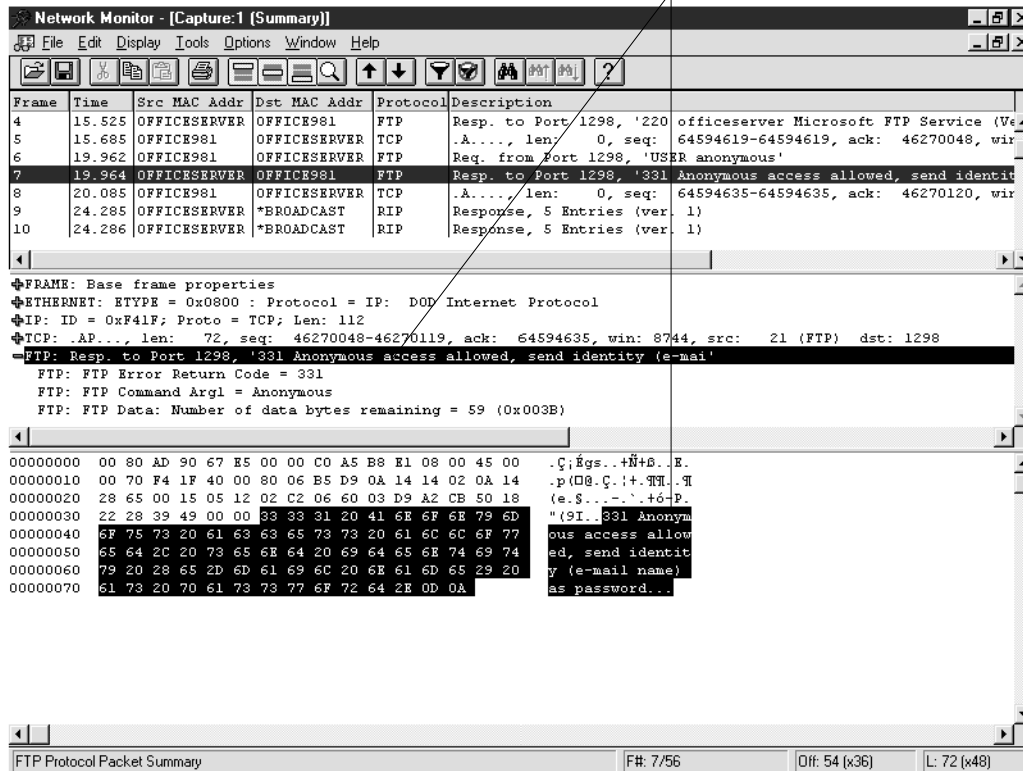 Network Monitor - [Capture:1 (Summary)]
File Edit Display Tools Options Window Help
Frame Time Src MAC Addr Dst MAC Addr Protocol Description
4 15.525 OFFICESERVER OFFICE981 FTP Resp. to Port 1298, '220 officeserver Microsoft FTP Service (Ve
5 15.685 OFFICE981 OFFICESERVER TCP .A...., len: 0, seq: 64594619-64594619, ack: 46270048, win
6 19.962 OFFICE981 OFFICESERVER FTP Req. from Port 1298, 'USER anonymous'
7 19.964 OFFICESERVER OFFICE981 FTP Resp. to Port 1298, '331 Anonymous access allowed, send identit
8 20.085 OFFICE981 OFFICESERVER TCP .A...., len: 0, seq: 64594635-64594635, ack: 46270120, win
9 24.285 OFFICESERVER *BROADCAST RIP Response, 5 Entries (ver. 1)
10 24.286 OFFICESERVER *BROADCAST RIP Response, 5 Entries (ver. 1)
FRAME: Base frame properties
ETHERNET: ETYPE = 0x0800 : Protocol = IP: DOD Internet Protocol
IP: ID = 0xF41F; Proto = TCP; Len: 112
TCP: .AP..., len: 72, seq: 46270048-46270119, ack: 64594635, win: 8744, src: 21 (FTP) dst: 1298
FTP: Resp. to Port 1298, '331 Anonymous access allowed, send identity (e-mai'
FTP: FTP Error Return Code = 331
FTP: FTP Command Arg1 = Anonymous
FTP: FTP Data: Number of data bytes remaining = 59 (0x003B)
00000000 00 80 AD 90 67 E5 00 00 C0 A5 B8 E1 08 00 45 00 .Ç¡Égs..+Ñ+ß..E.
00000010 00 70 F4 1F 40 00 80 06 B5 D9 0A 14 14 02 0A 14 .p(□@.Ç.¦+.¶¶..¶
00000020 28 65 00 15 05 12 02 C2 06 60 03 D9 A2 CB 50 18 (e.§...-.`.+ó-P.
00000030 22 28 39 49 00 00 33 33 31 20 41 6E 6F 6E 79 6D "(9I..331 Anonym
00000040 6F 75 73 20 61 63 63 65 73 73 20 61 6C 6C 6F 77 ous access allow
00000050 65 64 2C 20 73 65 6E 64 20 69 64 65 6E 74 69 74 ed, send identit
00000060 79 20 28 65 2D 6D 61 69 6C 20 6E 61 6D 65 29 20 y (e-mail name)
00000070 61 73 20 70 61 73 73 77 6F 72 64 2E 0D 0A as password...
FTP Protocol Packet Summary F#: 7/56 Off: 54 (x36) L: 72 (x48)